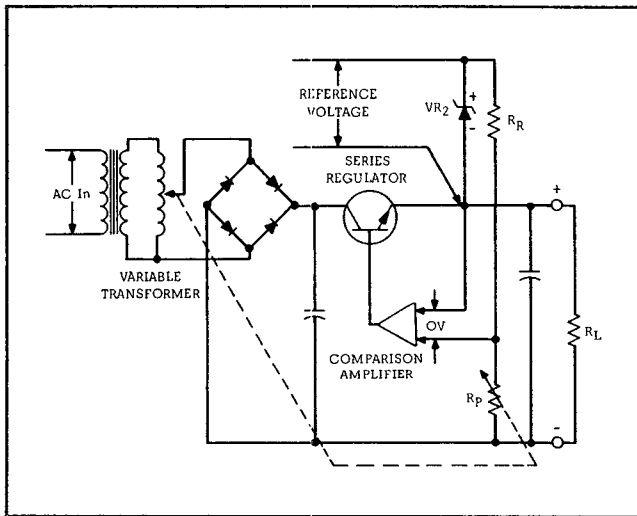 REFERENCE
VOLTAGE
+
VR2
-
RR
SERIES
REGULATOR
AC In
+
VARIABLE
TRANSFORMER
OV
COMPARISON
AMPLIFIER
RL
RP
-